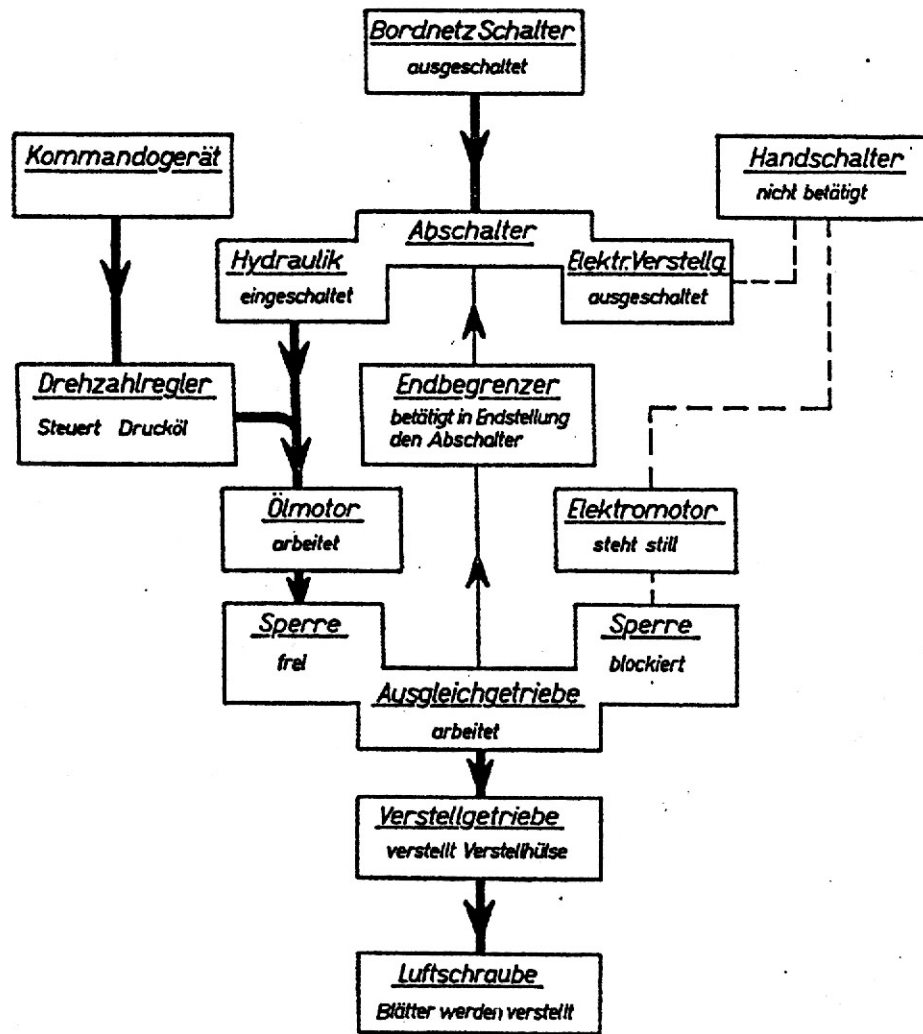 Bordnetz Schalter
ausgeschaltet
Kommandogerät
Handschalter
nicht betätigt
Abschalter
Hydraulik
eingeschaltet
Elektr. Verstellg
ausgeschaltet
Drehzahlregler
Steuert Drucköl
Endbegrenzer
betätigt in Endstellung
den Abschalter
Ölmotor
arbeitet
Elektromotor
steht still
Sperre
frei
Sperre
blockiert
Ausgleichgetriebe
arbeitet
Verstellgetriebe
verstellt Verstellhülse
Luftschraube
Blätter werden verstellt